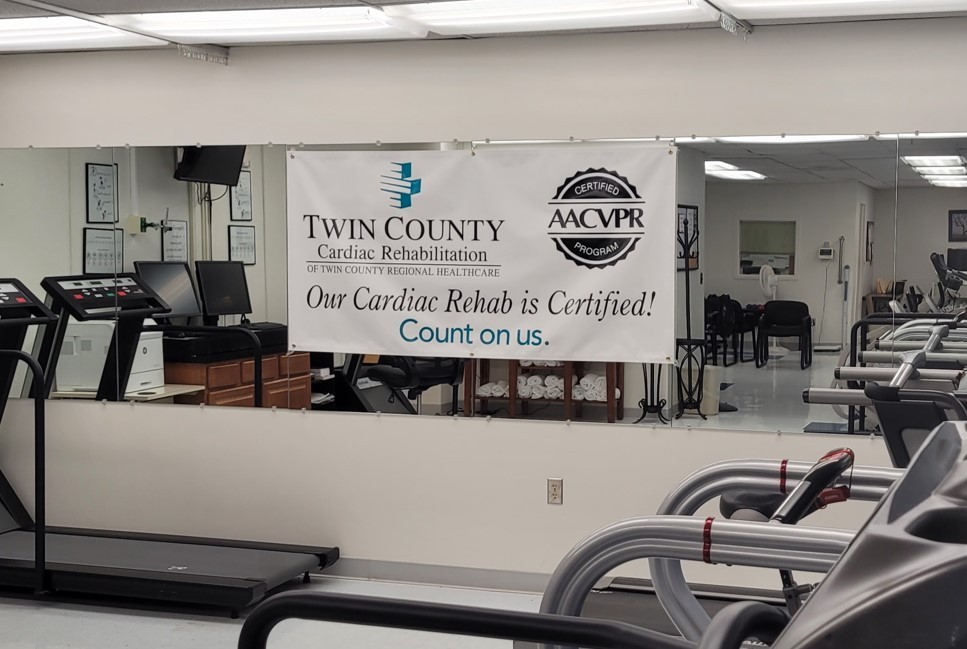 TWIN COUNTY
Cardiac Rehabilitation
OF TWIN COUNTY REGIONAL HEALTHCARE
CERTIFIED
AACVPR
PROGRAM
Our Cardiac Rehab is Certified!
Count on us.